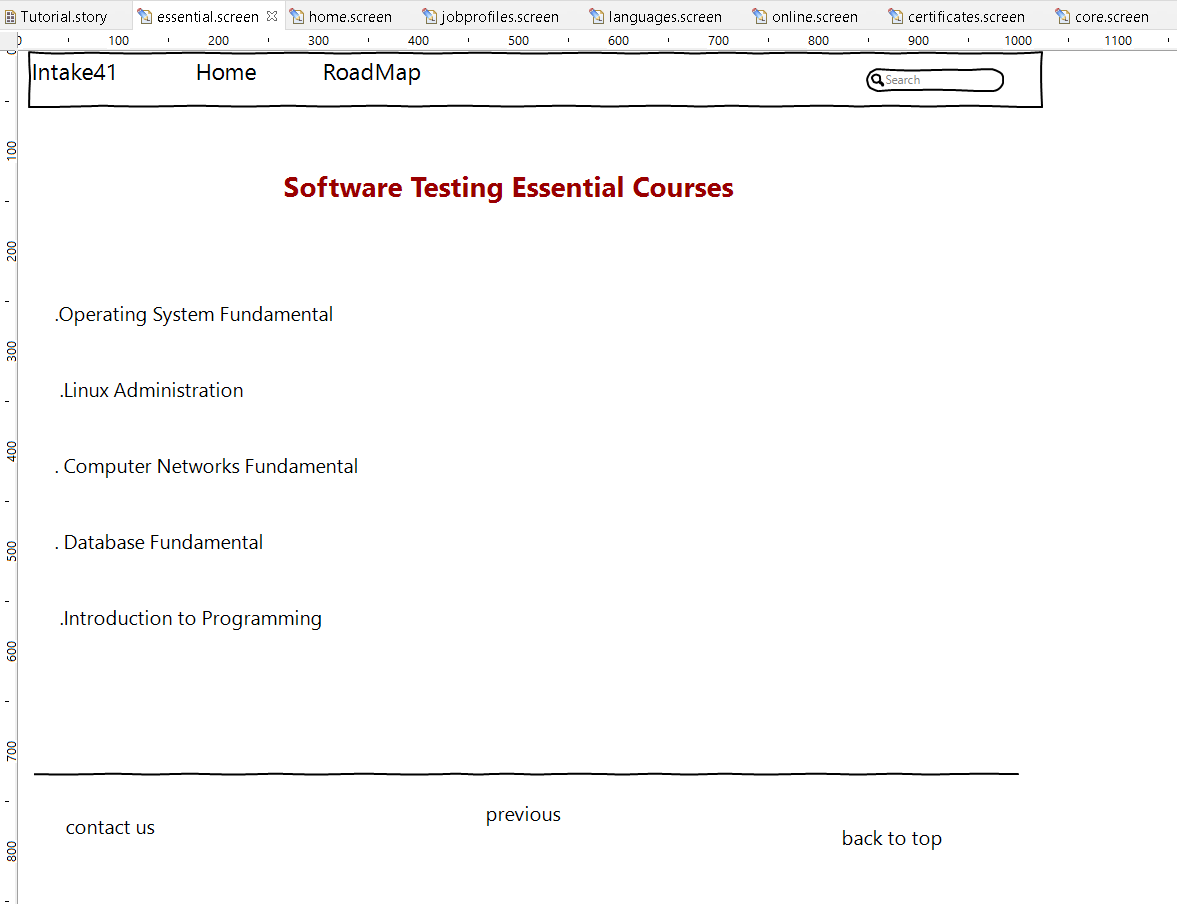 Tutorial.story essential.screen home.screen jobprofiles.screen languages.screen online.screen certificates.screen core.screen
0 100 200 300 400 500 600 700 800 900 1000 1100
Intake41 Home RoadMap Search
100
Software Testing Essential Courses
200
.Operating System Fundamental
300
.Linux Administration
400
. Computer Networks Fundamental
500
. Database Fundamental
.Introduction to Programming
600
700
previous
contact us
back to top
800